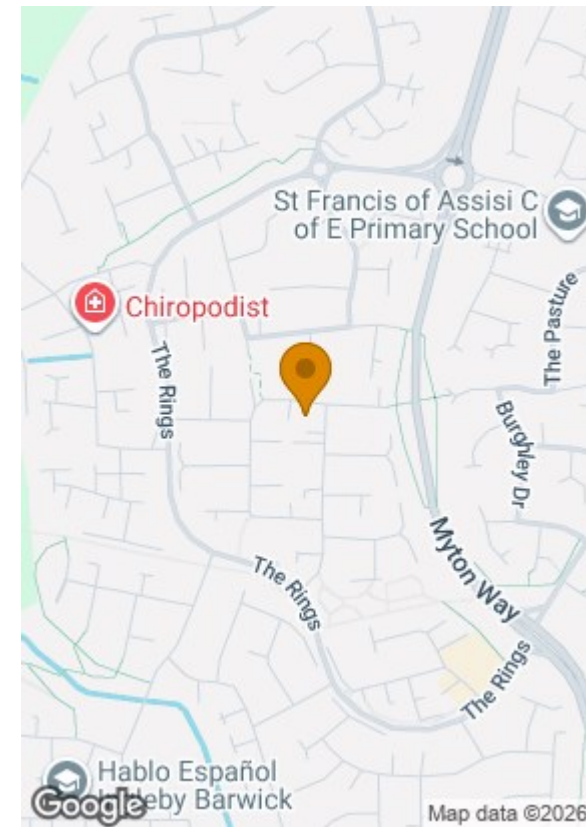 St Francis of Assisi C
of E Primary School
Chiropodist
The Pasture
The Rings
Burghley Dr
Myton Way
The Rings
The Rings
Hablo Español
leby Barwick
Google
Map data ©2026